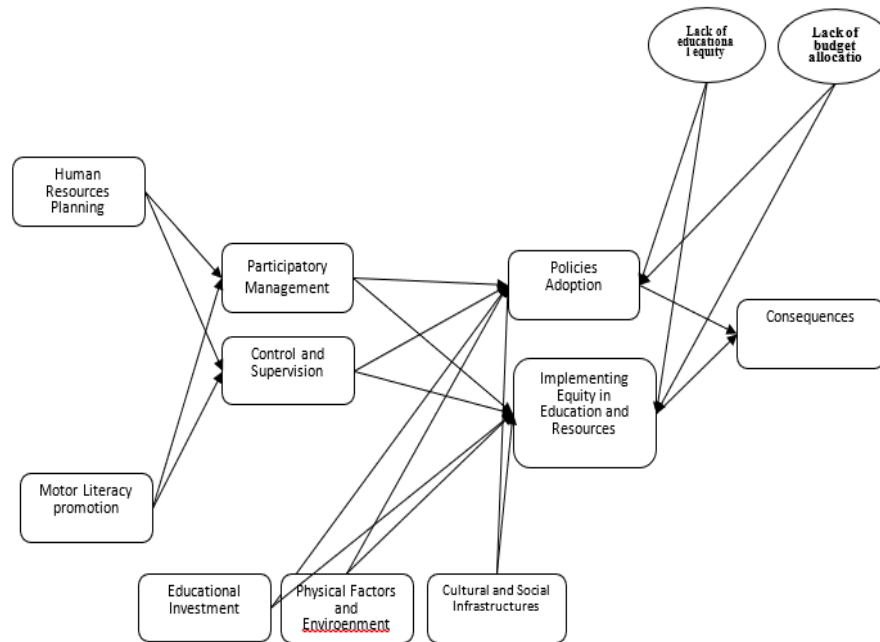 Lack of
educationa
l equity
Lack of
budget
allocatio
Human
Resources
Planning
Participatory
Management
Policies
Adoption
Consequences
Control and
Supervision
Implementing
Equity in
Education and
Resources
Motor Literacy
promotion
Educational
Investment
Physical Factors
and
Enviroenment
Cultural and Social
Infrastructures